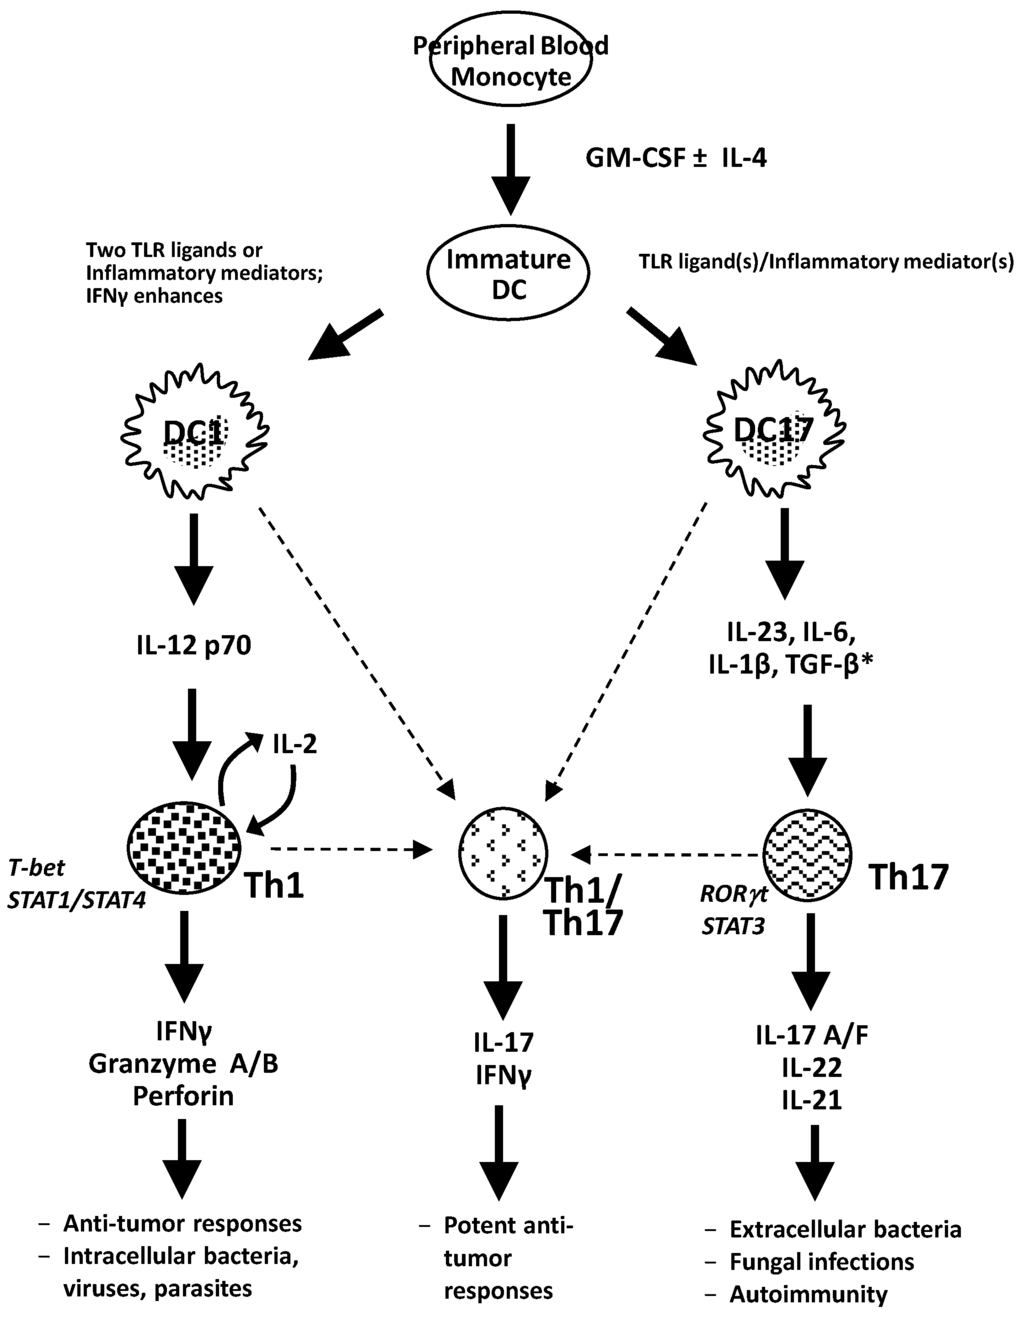 Peripheral Blood
Monocyte
GM-CSF ± IL-4
Two TLR ligands or
Inflammatory mediators;
IFNγ enhances
Immature
DC
TLR ligand(s)/Inflammatory mediator(s)
DC1
DC17
IL-12 p70
IL-23, IL-6,
IL-1β, TGF-β*
IL-2
T-bet
STAT1/STAT4
Th1
Th1/
Th17
RORγt
STAT3
Th17
IFNγ
Granzyme A/B
Perforin
IL-17
IFNγ
IL-17 A/F
IL-22
IL-21
– Anti-tumor responses
– Intracellular bacteria,
viruses, parasites
– Potent anti-
tumor
responses
– Extracellular bacteria
– Fungal infections
– Autoimmunity